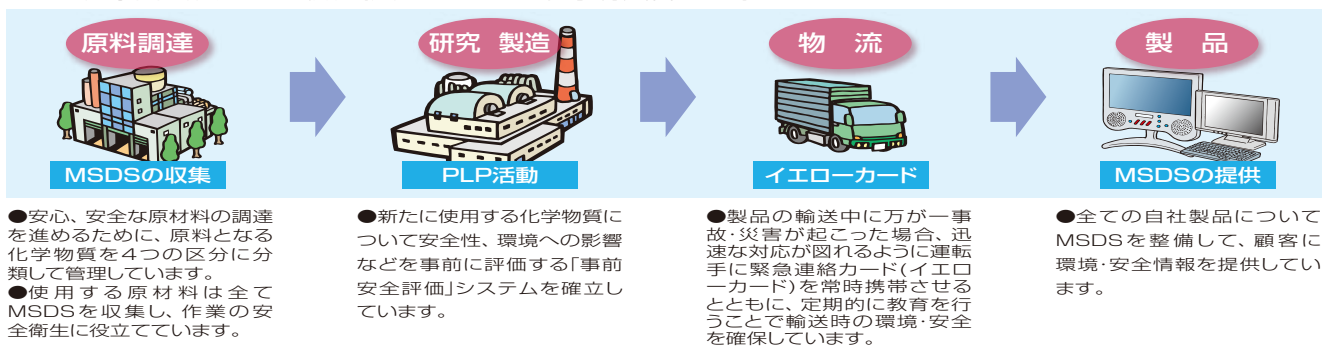 原料調達
MSDSの収集
●安心、安全な原材料の調達
を進めるために、原料となる
化学物質を4つの区分に分
類して管理しています。
●使用する原材料は全て
MSDSを収集し、作業の安
全衛生に役立てています。
研究 製造
PLP活動
●新たに使用する化学物質に
ついて安全性、環境への影響
などを事前に評価する「事前
安全評価」システムを確立し
ています。
物 流
イエローカード
●製品の輸送中に万が一事
故・災害が起こった場合、迅
速な対応が図れるように運転
手に緊急連絡カード(イエロ
ーカード)を常時携帯させる
とともに、定期的に教育を行
うことで輸送時の環境・安全
を確保しています。
製 品
MSDSの提供
●全ての自社製品について
MSDSを整備して、顧客に
環境・安全情報を提供してい
ます。